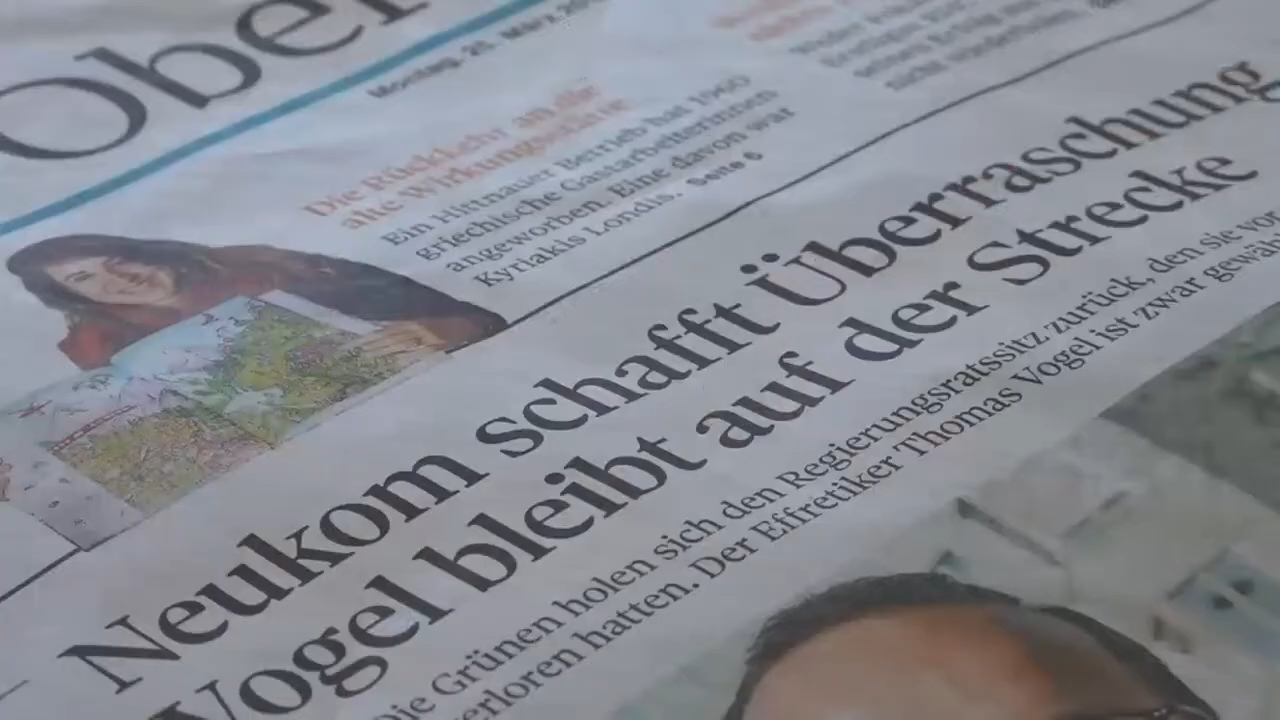 Ober
Montag, 25. März 20
Die Rückkehr an die
alte Wirkungsstätte
Ein Hittnauer Betrieb hat 1960
griechische Gastarbeiterinnen
angeworben. Eine davon war
Kyriakis Londis. Seite 6
Neukom schafft Überraschung,
Vogel bleibt auf der Strecke
Die Grünen holen sich den Regierungsratssitz zurück, den sie vor
verloren hatten. Der Effretiker Thomas Vogel ist zwar gewäh